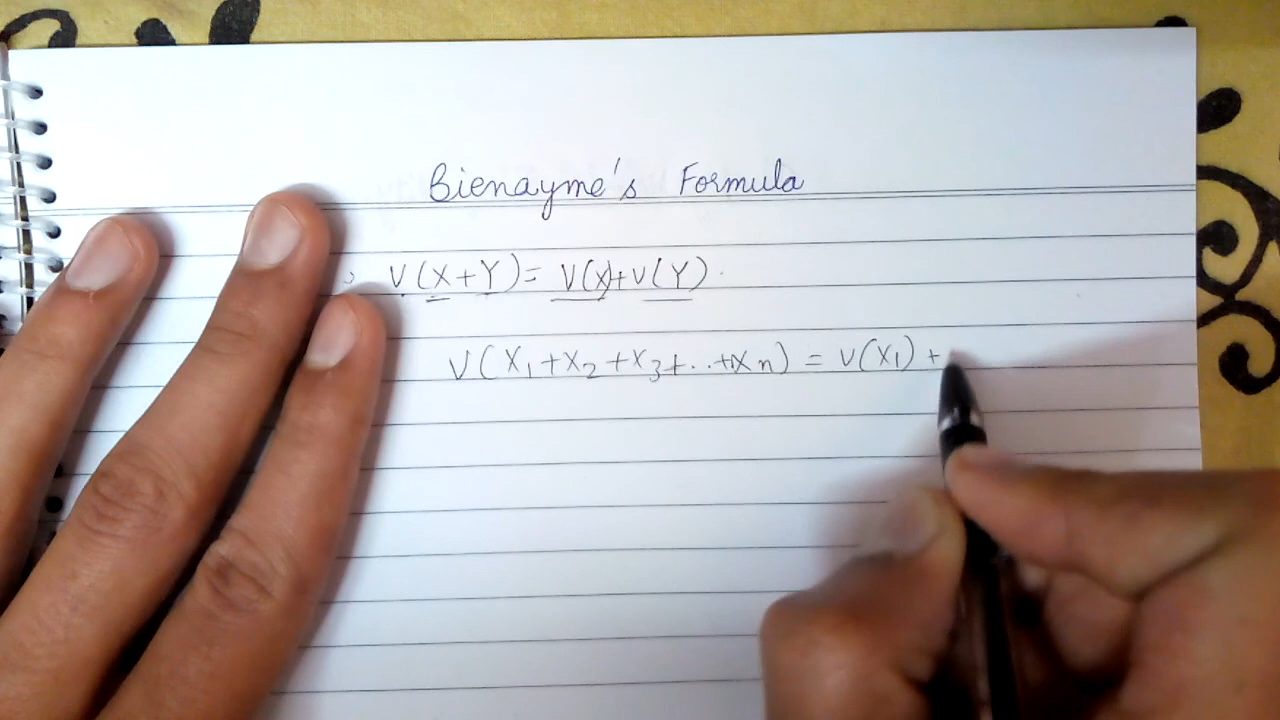 Bienayme's Formula
V(X+Y)= V(X)+V(Y).
V(X1+X2+X3+...+Xn) = V(X1) +